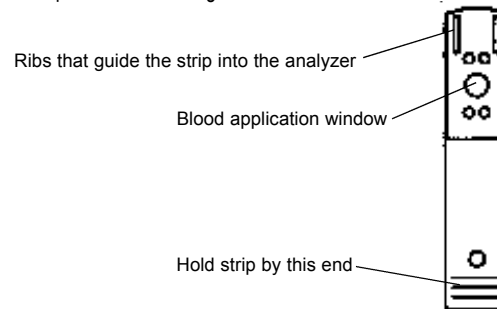 Ribs that guide the strip into the analyzer
Blood application window
Hold strip by this end